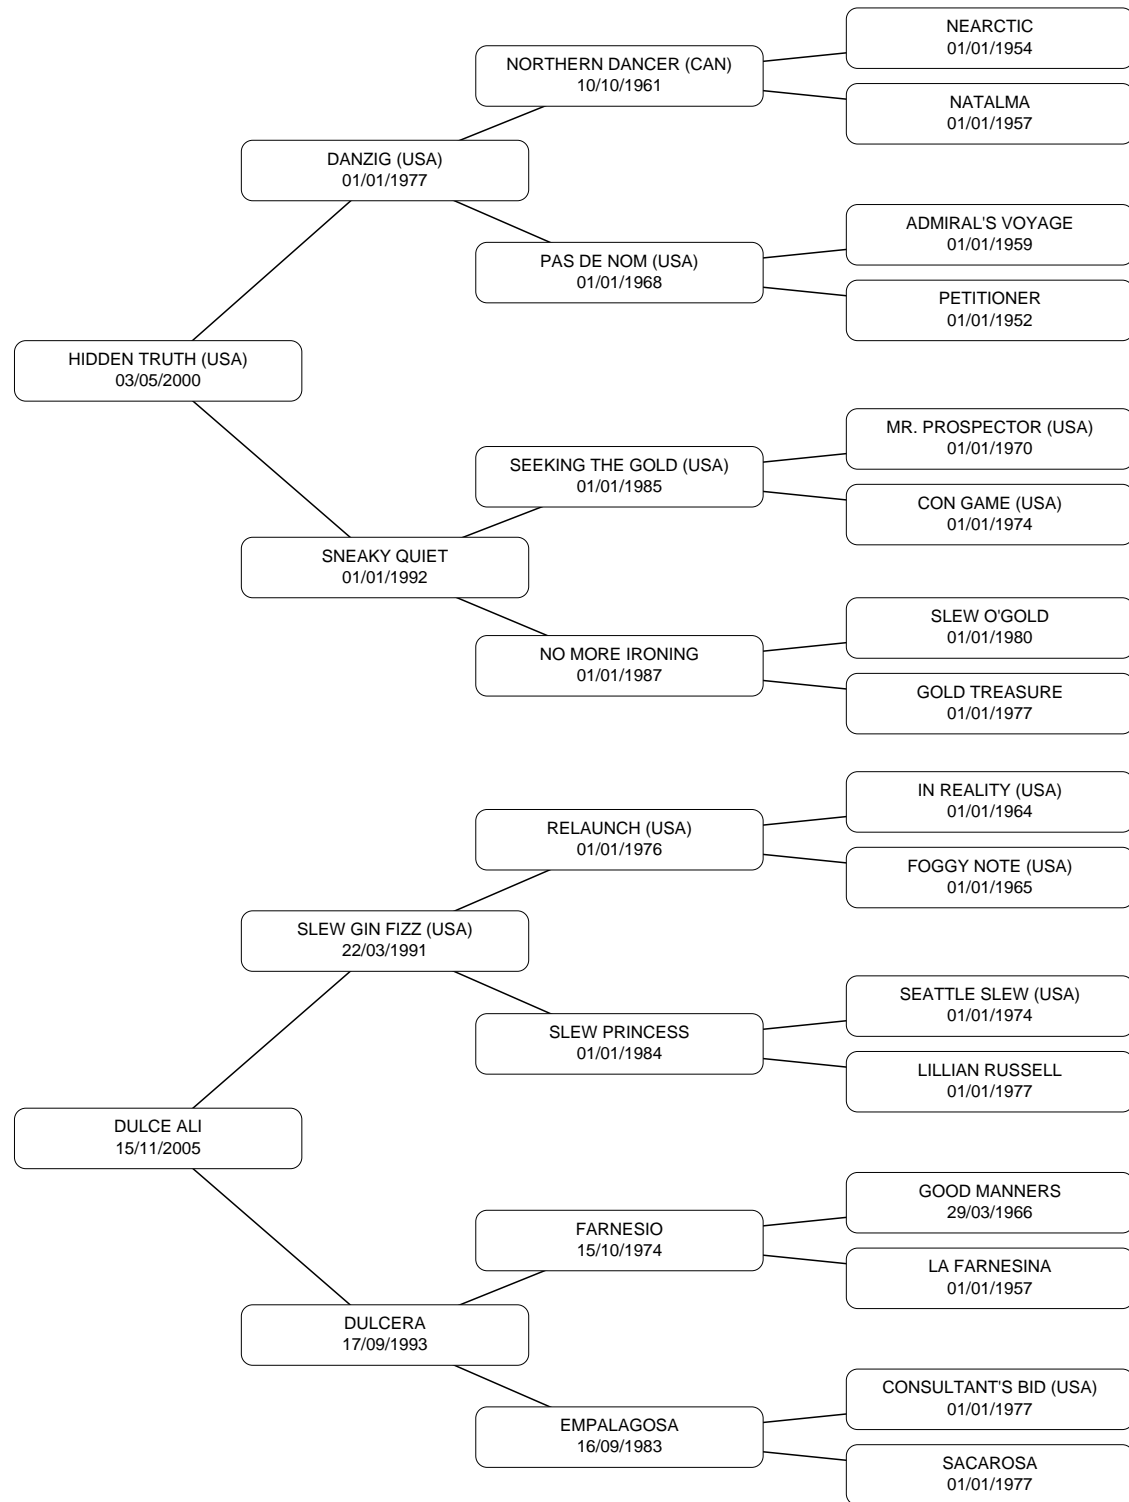 NEARCTIC
01/01/1954
NORTHERN DANCER (CAN)
10/10/1961
NATALMA
01/01/1957
DANZIG (USA)
01/01/1977
ADMIRAL'S VOYAGE
01/01/1959
PAS DE NOM (USA)
01/01/1968
PETITIONER
01/01/1952
HIDDEN TRUTH (USA)
03/05/2000
MR. PROSPECTOR (USA)
01/01/1970
SEEKING THE GOLD (USA)
01/01/1985
CON GAME (USA)
01/01/1974
SNEAKY QUIET
01/01/1992
SLEW O'GOLD
01/01/1980
NO MORE IRONING
01/01/1987
GOLD TREASURE
01/01/1977
IN REALITY (USA)
01/01/1964
RELAUNCH (USA)
01/01/1976
FOGGY NOTE (USA)
01/01/1965
SLEW GIN FIZZ (USA)
22/03/1991
SEATTLE SLEW (USA)
01/01/1974
SLEW PRINCESS
01/01/1984
LILLIAN RUSSELL
01/01/1977
DULCE ALI
15/11/2005
GOOD MANNERS
29/03/1966
FARNESIO
15/10/1974
LA FARNESINA
01/01/1957
DULCERA
17/09/1993
CONSULTANT'S BID (USA)
01/01/1977
EMPALAGOSA
16/09/1983
SACAROSA
01/01/1977